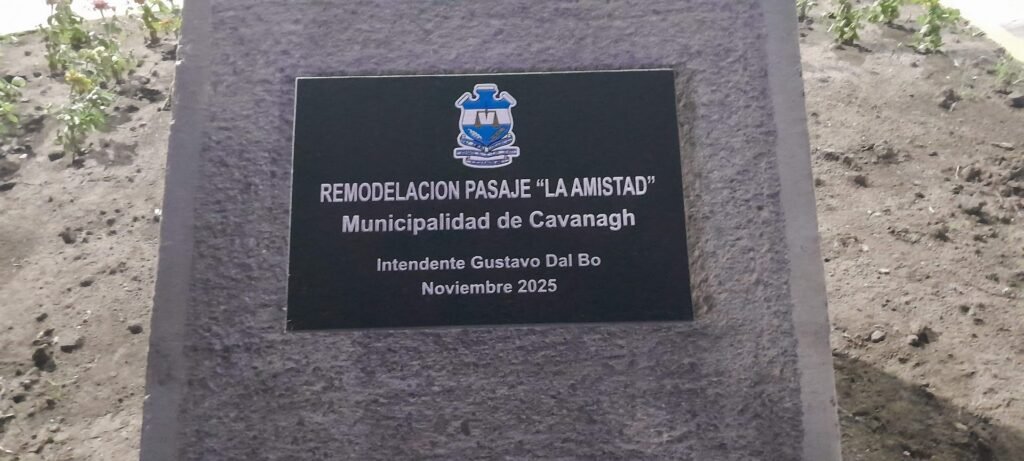 REMODELACION PASAJE “LA AMISTAD”
Municipalidad de Cavanagh
Intendente Gustavo Dal Bo
Noviembre 2025